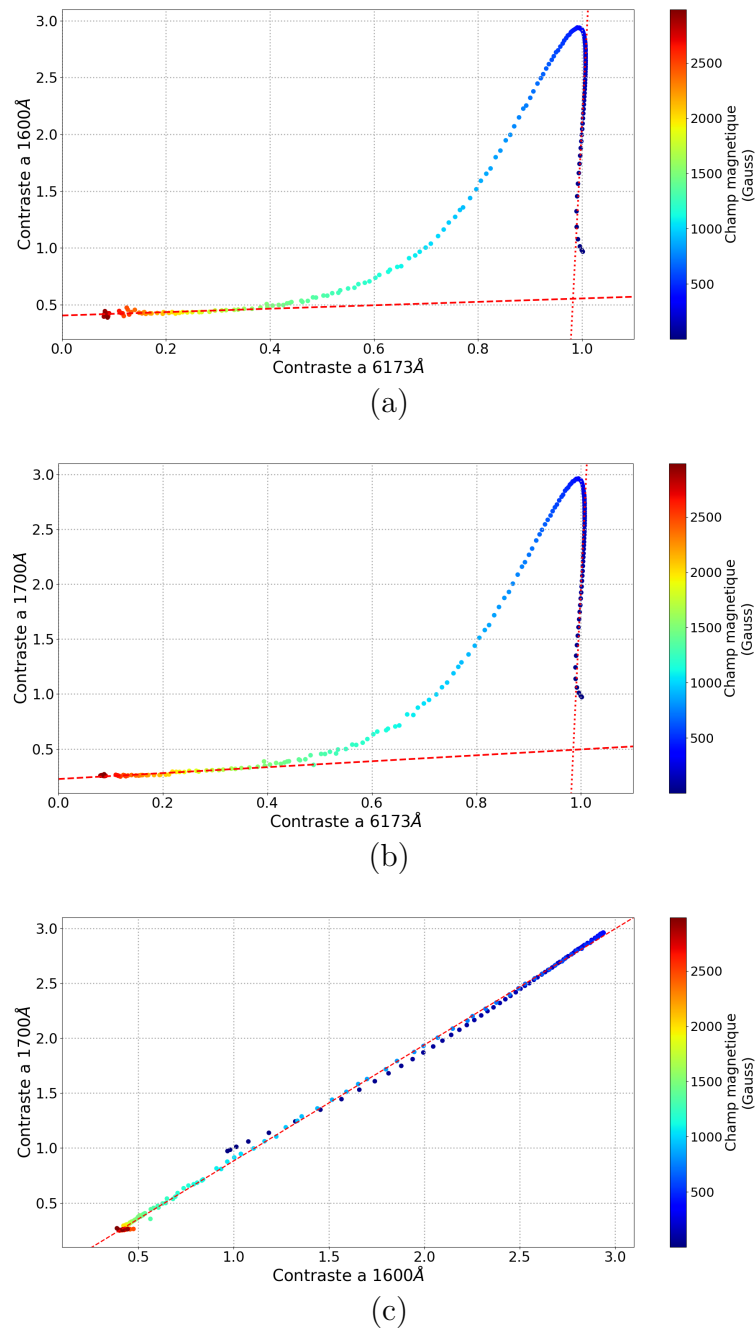 Contraste a 1600Å
3.0
2.5
2.0
1.5
1.0
0.5
0.0 0.2 0.4 0.6 0.8 1.0
Contraste a 6173Å
2500
2000
1500
1000
500
Champ magnetique
(Gauss)
(a)
Contraste a 1700Å
3.0
2.5
2.0
1.5
1.0
0.5
0.0 0.2 0.4 0.6 0.8 1.0
Contraste a 6173Å
2500
2000
1500
1000
500
Champ magnetique
(Gauss)
(b)
Contraste a 1700Å
3.0
2.5
2.0
1.5
1.0
0.5
0.5 1.0 1.5 2.0 2.5 3.0
Contraste a 1600Å
2500
2000
1500
1000
500
Champ magnetique
(Gauss)
(c)